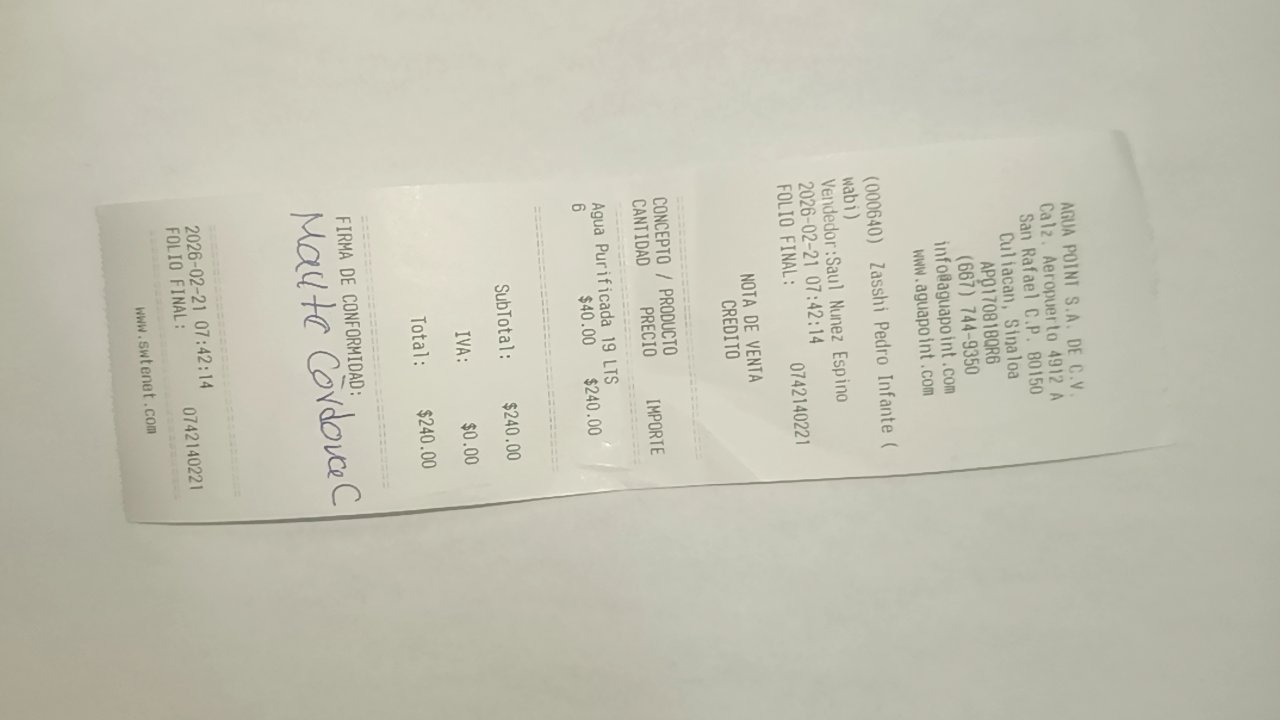 AGUA POINT S.A. DE C.V.
Calz. Aeropuerto 4912 A
San Rafael C.P. 80150
Culiacan, Sinaloa
APO170818QR6
(667) 744-9350
info@aguapoint.com
www.aguapoint.com
(000640) Zasshi Pedro Infante (
wabi)
Vendedor:Saul Nunez Espino
2026-02-21 07:42:14
FOLIO FINAL: 0742140221
NOTA DE VENTA
CREDITO
CONCEPTO / PRODUCTO
CANTIDAD PRECIO IMPORTE
Agua Purificada 19 LTS
6 $40.00 $240.00
SubTotal: $240.00
IVA: $0.00
Total: $240.00
FIRMA DE CONFORMIDAD:
C
2026-02-21 07:42:14
FOLIO FINAL: 0742140221
www.swtenet.com